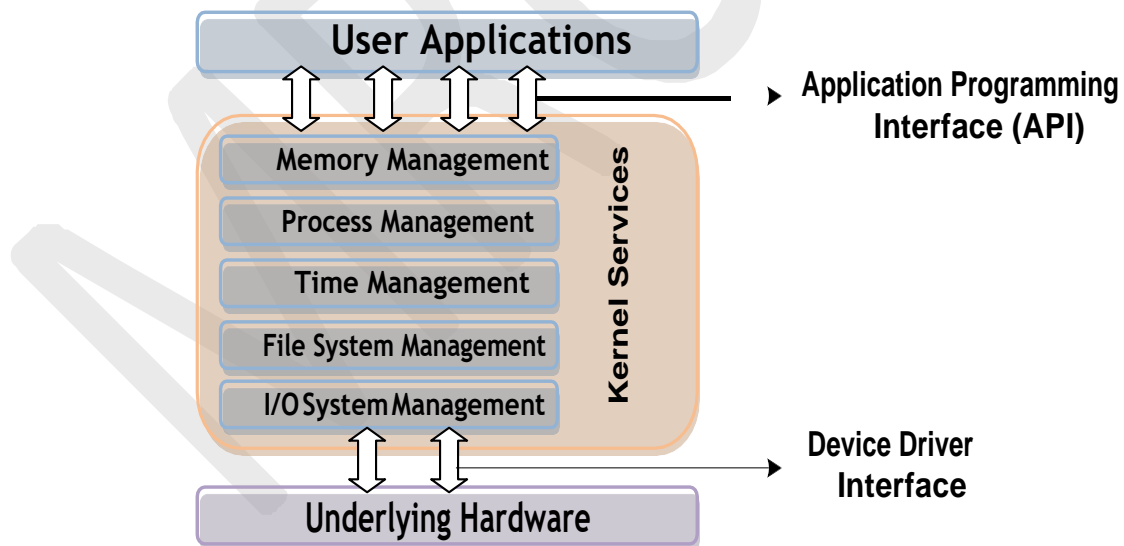 User Applications
Application Programming
Interface (API)
Memory Management
Process Management
Time Management
File System Management
I/O System Management
Kernel Services
Device Driver
Interface
Underlying Hardware